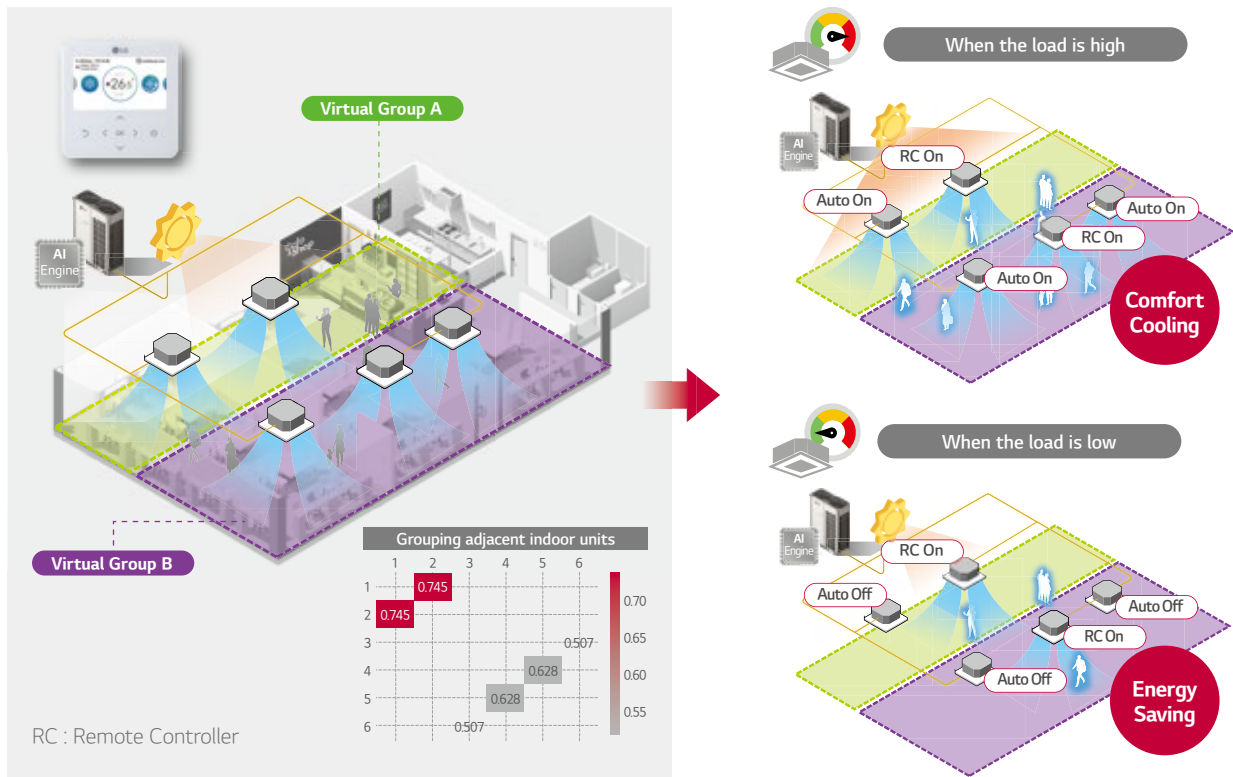 LG
26.5
OK
Virtual Group A
AI
Engine
Virtual Group B
Grouping adjacent indoor units
1 2 3 4 5 6
1 0.745
2 0.745
3 0.507
4 0.628
5 0.628
6 0.507
0.70
0.65
0.60
0.55
RC : Remote Controller
When the load is high
AI
Engine
RC On
Auto On
Auto On
RC On
Auto On
Comfort
Cooling
When the load is low
AI
Engine
RC On
Auto Off
Auto Off
RC On
Auto Off
Energy
Saving